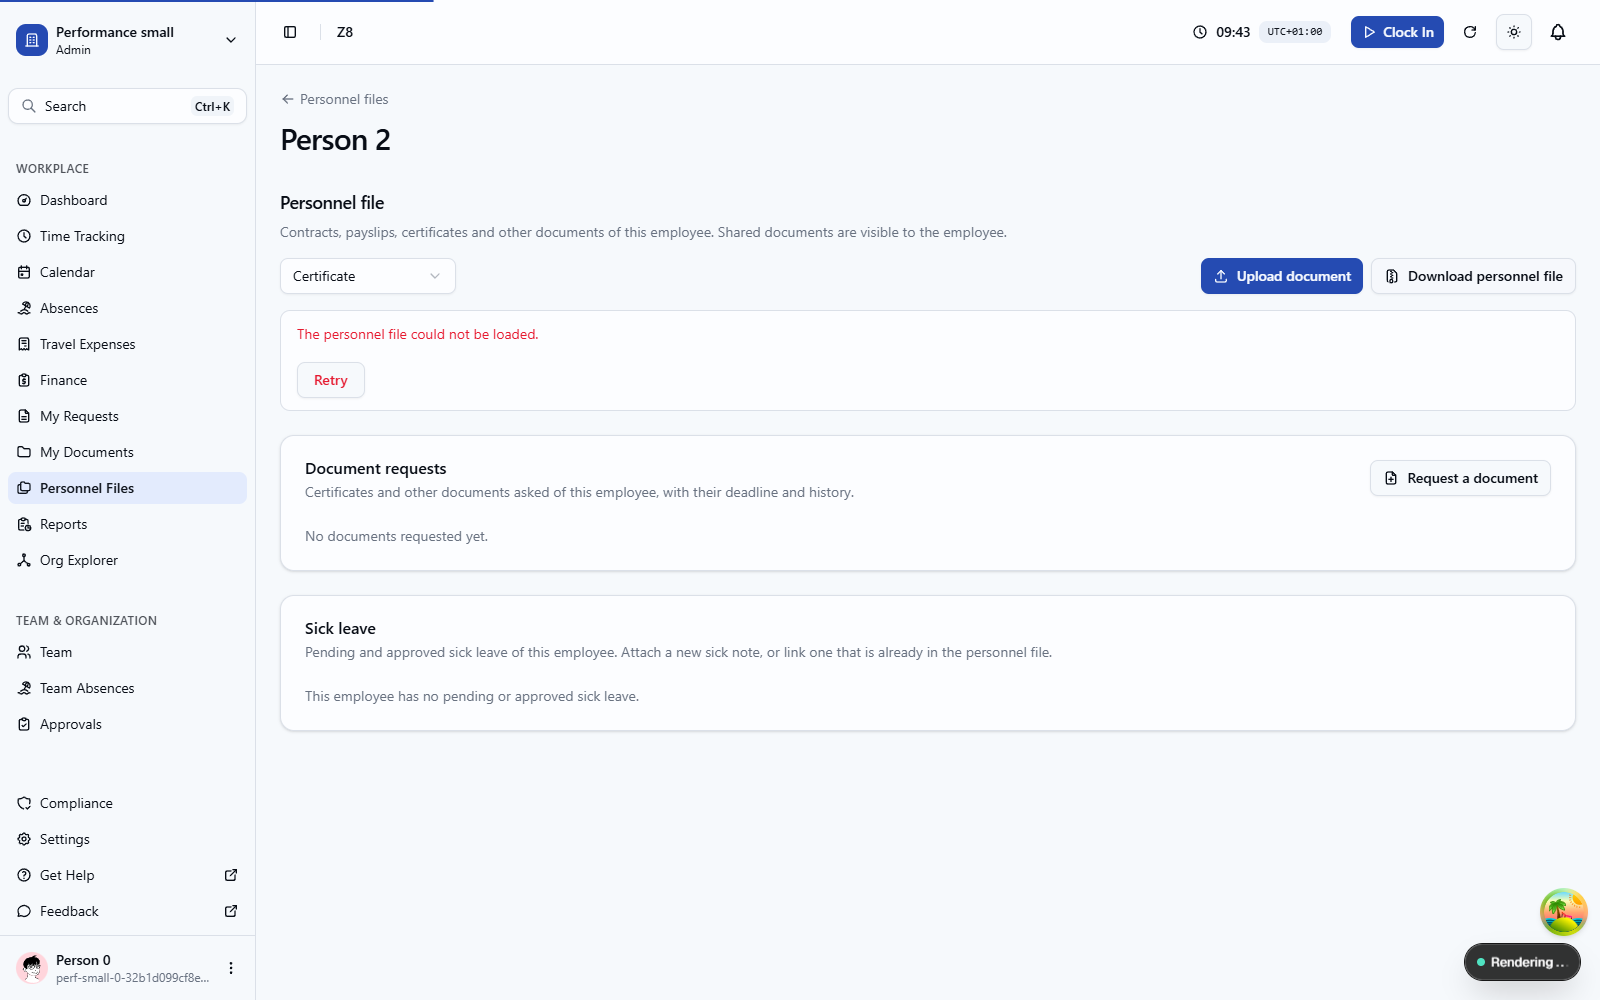 Performance small
Admin
Search
Ctrl+K
WORKPLACE
Dashboard
Time Tracking
Calendar
Absences
Travel Expenses
Finance
My Requests
My Documents
Personnel Files
Reports
Org Explorer
TEAM & ORGANIZATION
Team
Team Absences
Approvals
Compliance
Settings
Get Help
Feedback
Person 0
perf-small-0-32b1d099cf8e...
Z8
09:43
UTC+01:00
Clock In
Personnel files
Person 2
Personnel file
Contracts, payslips, certificates and other documents of this employee. Shared documents are visible to the employee.
Certificate
Upload document
Download personnel file
The personnel file could not be loaded.
Retry
Document requests
Certificates and other documents asked of this employee, with their deadline and history.
Request a document
No documents requested yet.
Sick leave
Pending and approved sick leave of this employee. Attach a new sick note, or link one that is already in the personnel file.
This employee has no pending or approved sick leave.
Rendering...